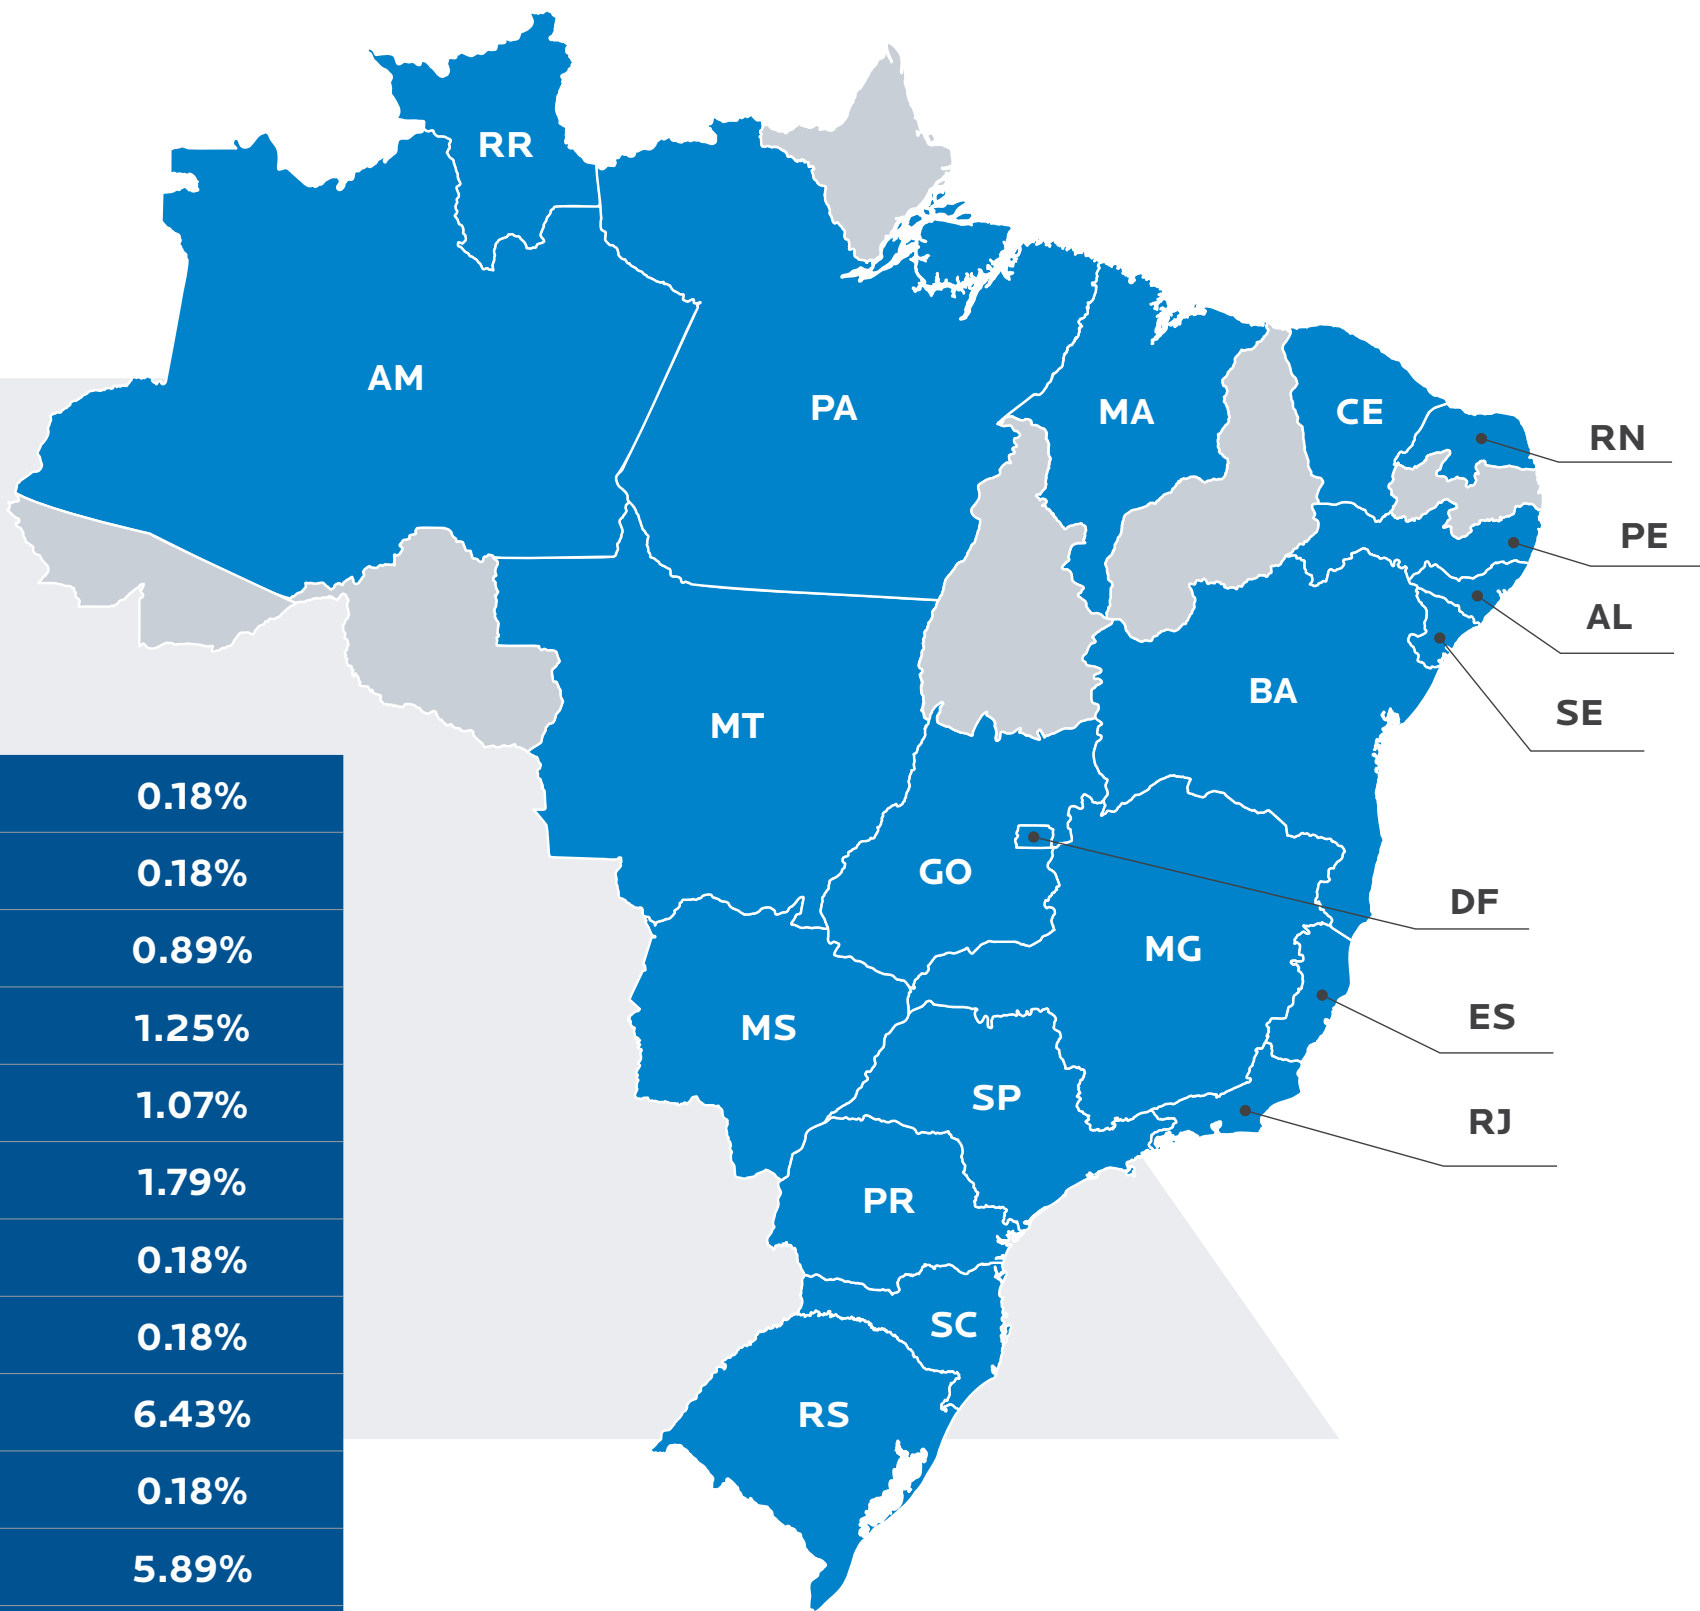 RR
AM
PA
MA
CE
RN
PE
AL
SE
BA
MT
GO
DF
MG
ES
MS
SP
RJ
PR
SC
RS
0.18%
0.18%
0.89%
1.25%
1.07%
1.79%
0.18%
0.18%
6.43%
0.18%
5.89%